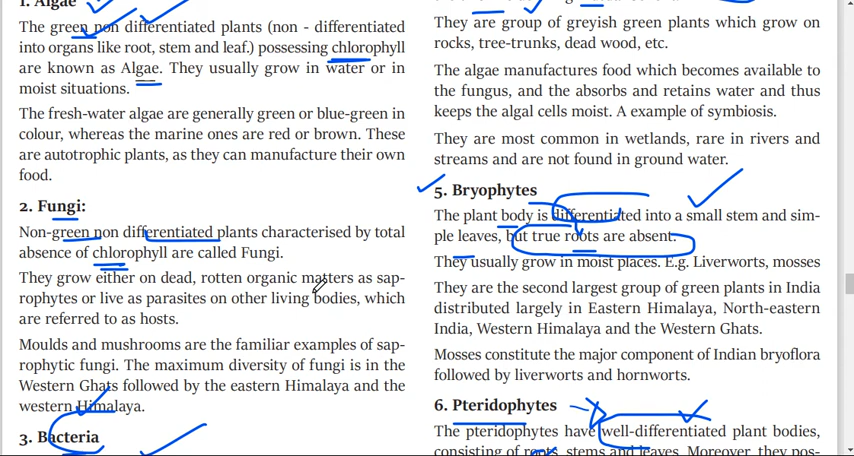 1. Algae
The green non differentiated plants (non - differentiated
into organs like root, stem and leaf.) possessing chlorophyll
are known as Algae. They usually grow in water or in
moist situations.
The fresh-water algae are generally green or blue-green in
colour, whereas the marine ones are red or brown. These
are autotrophic plants, as they can manufacture their own
food.
2. Fungi:
Non-green non differentiated plants characterised by total
absence of chlorophyll are called Fungi.
They grow either on dead, rotten organic matters as sap-
rophytes or live as parasites on other living bodies, which
are referred to as hosts.
Moulds and mushrooms are the familiar examples of sap-
rophytic fungi. The maximum diversity of fungi is in the
Western Ghats followed by the eastern Himalaya and the
western Himalaya.
3. Bacteria
They are group of greyish green plants which grow on
rocks, tree-trunks, dead wood, etc.
The algae manufactures food which becomes available to
the fungus, and the absorbs and retains water and thus
keeps the algal cells moist. A example of symbiosis.
They are most common in wetlands, rare in rivers and
streams and are not found in ground water.
5. Bryophytes
The plant body is differentiated into a small stem and sim-
ple leaves, but true roots are absent.
They usually grow in moist places. E.g. Liverworts, mosses
They are the second largest group of green plants in India
distributed largely in Eastern Himalaya, North-eastern
India, Western Himalaya and the Western Ghats.
Mosses constitute the major component of Indian bryoflora
followed by liverworts and hornworts.
6. Pteridophytes
The pteridophytes have well-differentiated plant bodies,
consisting of roots, stems and leaves. Moreover, they pos-